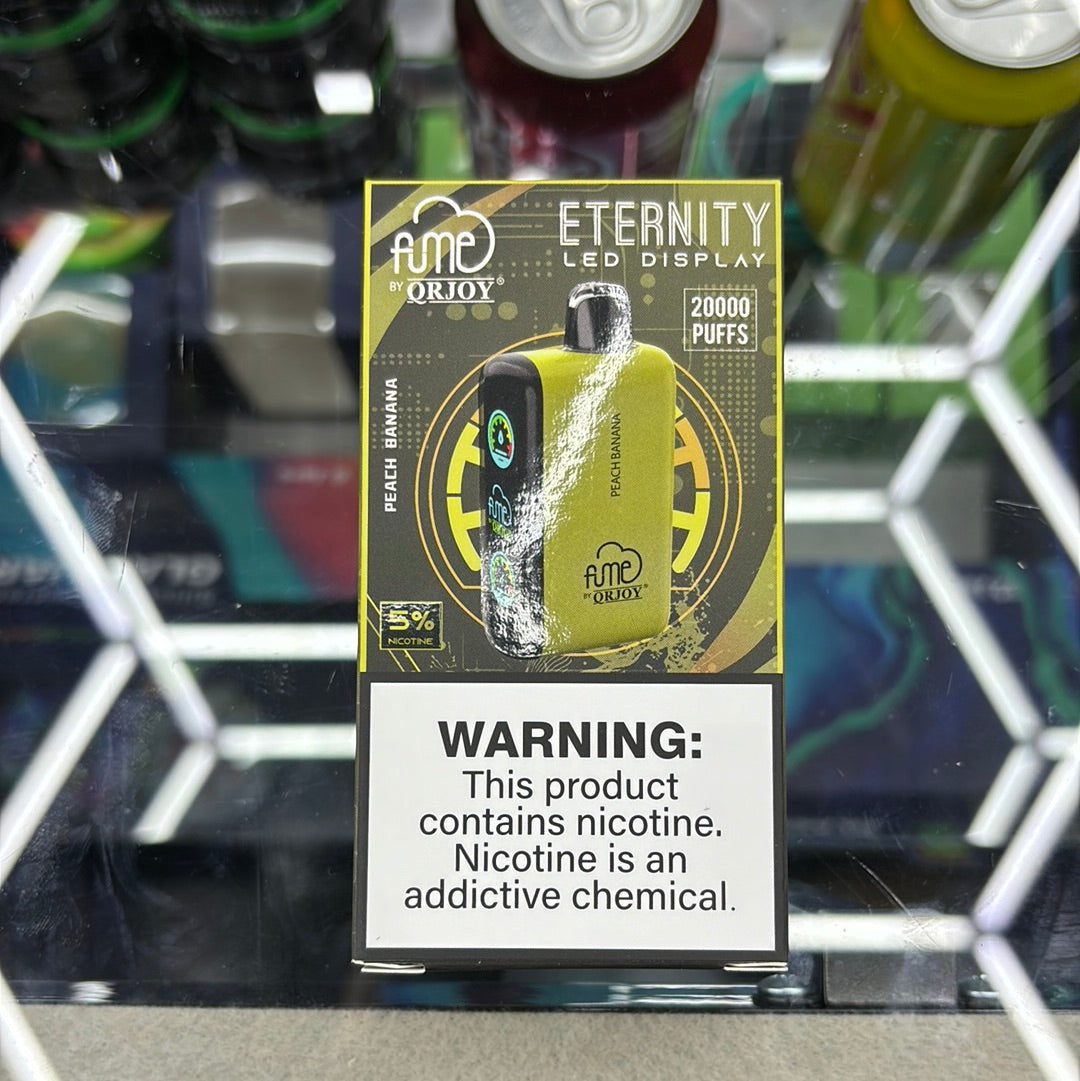 fume
BY QRJOY®
ETERNITY
LED DISPLAY
20000
PUFFS
PEACH BANANA
PEACH BANANA
fume
fume
BY QRJOY®
5%
NICOTINE
WARNING:
This product
contains nicotine.
Nicotine is an
addictive chemical.